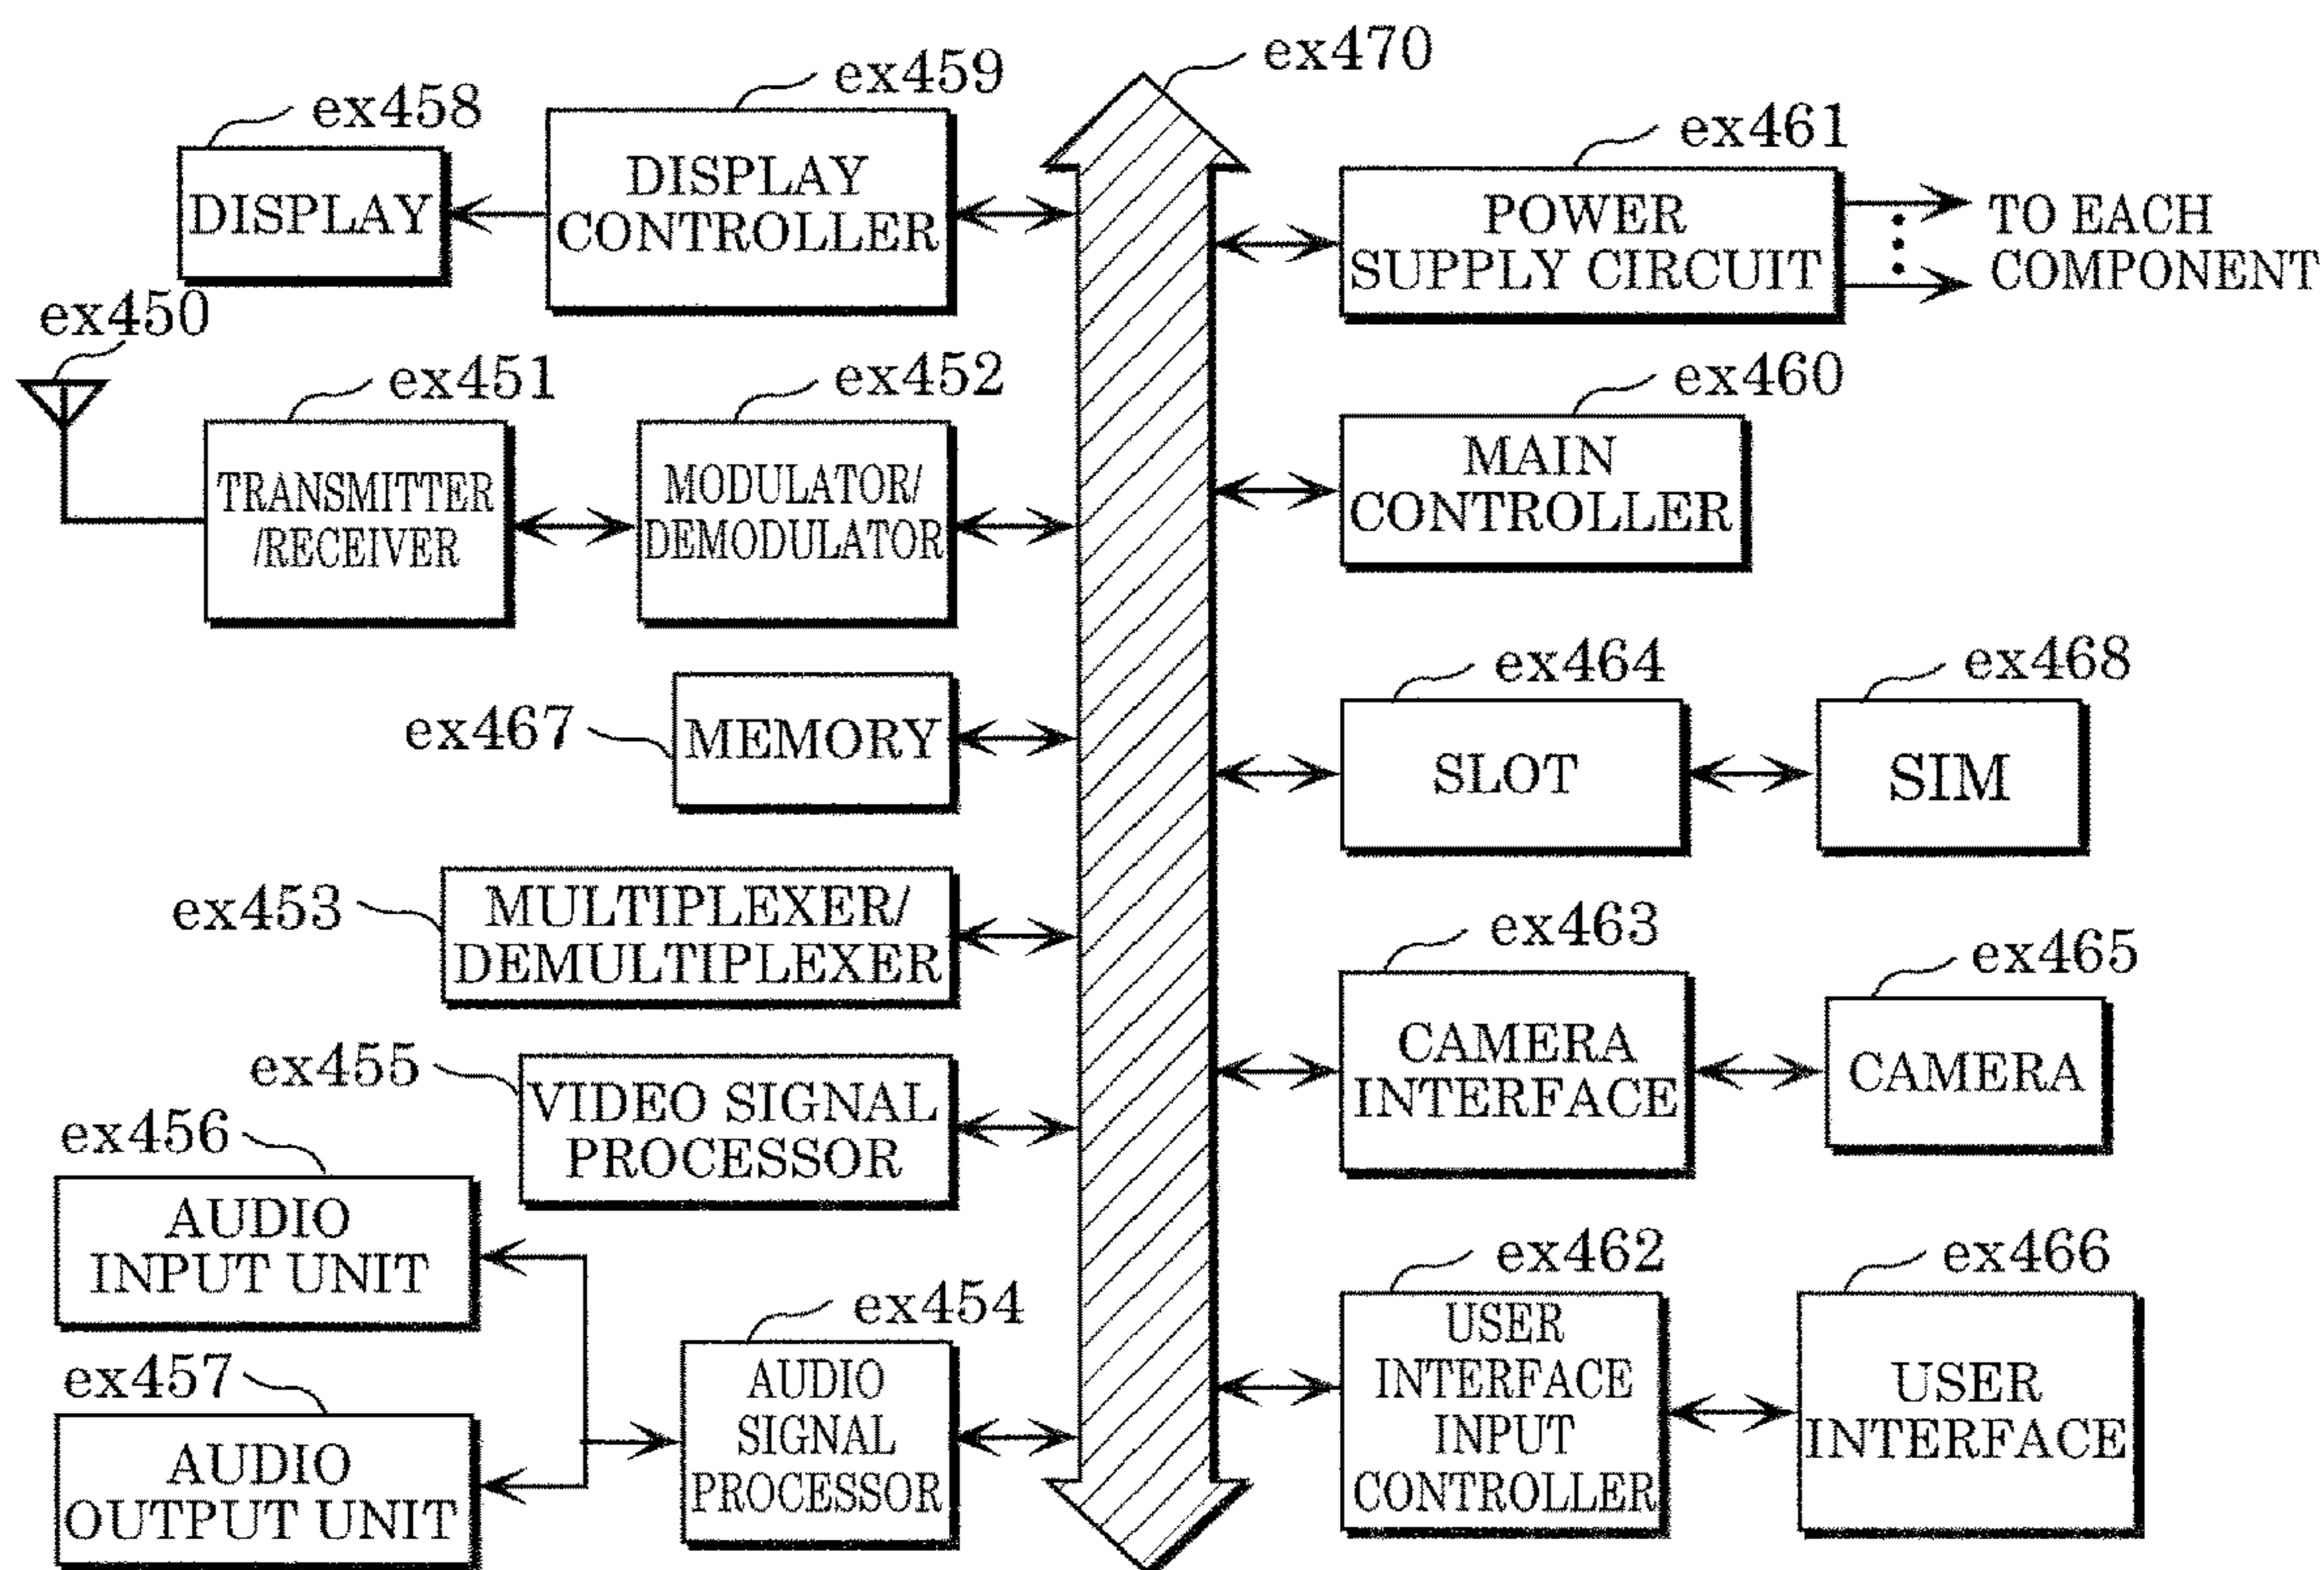 ex470
ex459
ex458
DISPLAY
DISPLAY
CONTROLLER
ex461
POWER
SUPPLY CIRCUIT
TO EACH
COMPONENT
ex450
ex451
TRANSMITTER
/RECEIVER
ex452
MODULATOR/
DEMODULATOR
ex460
MAIN
CONTROLLER
ex467
MEMORY
ex464
SLOT
ex468
SIM
ex453
MULTIPLEXER/
DEMULTIPLEXER
ex463
CAMERA
INTERFACE
ex465
CAMERA
ex455
VIDEO SIGNAL
PROCESSOR
ex456
AUDIO
INPUT UNIT
ex457
AUDIO
OUTPUT UNIT
ex454
AUDIO
SIGNAL
PROCESSOR
ex462
USER
INTERFACE
INPUT
CONTROLLER
ex466
USER
INTERFACE